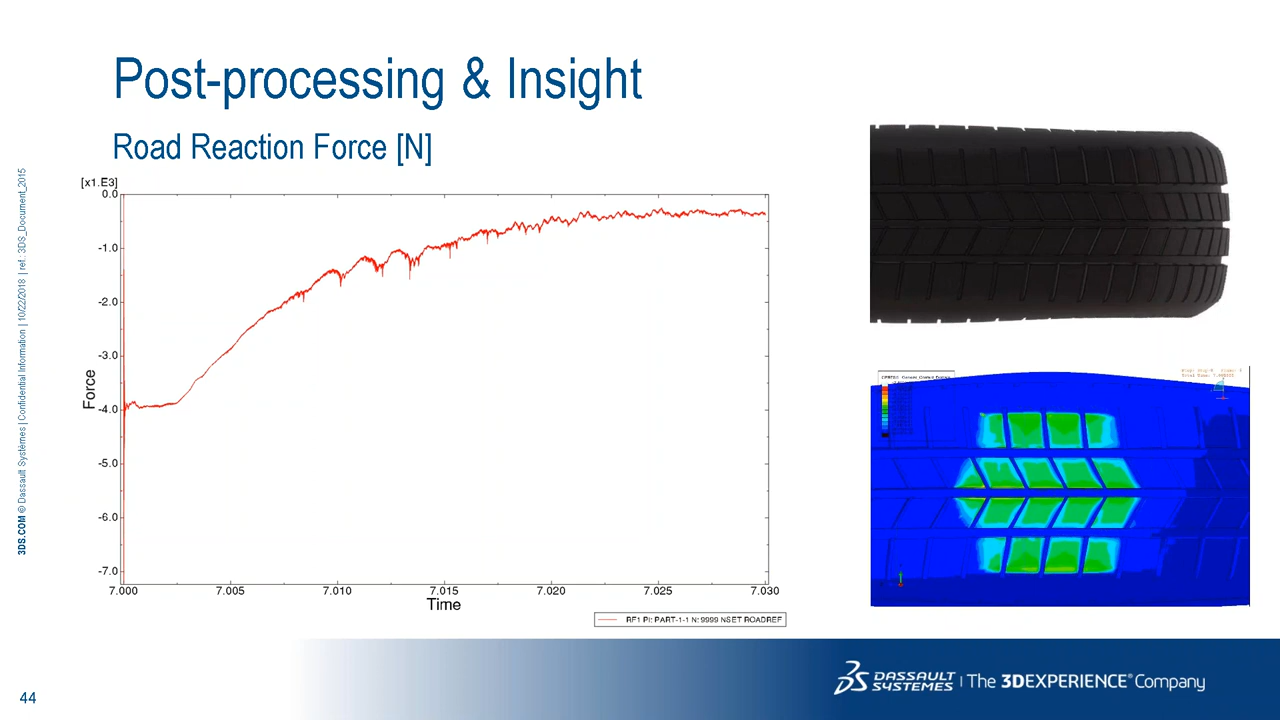 Post-processing & Insight
Road Reaction Force [N]
3DS.COM © Dassault Systèmes | Confidential Information | 10/22/2018 | ref.: 3DS_Document_2015
[x1.E3]
0.0
-1.0
-2.0
-3.0
-4.0
-5.0
-6.0
-7.0
Force
7.000 7.005 7.010 7.015 7.020 7.025 7.030
Time
RF1 PI: PART-1-1 N: 9999 NSET ROADREF
44
DASSAULT SYSTEMES | The 3DEXPERIENCE® Company